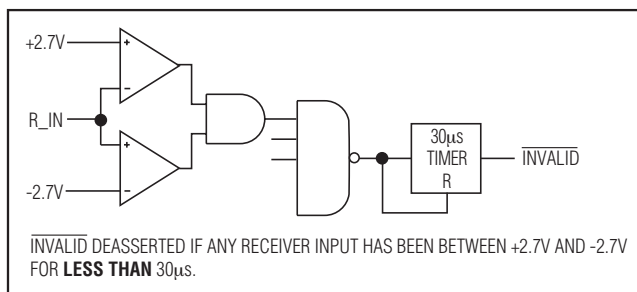 +2.7V
+
-
R_IN
+
-2.7V
-
30μs
TIMER
R
INVALID
INVALID DEASSERTED IF ANY RECEIVER INPUT HAS BEEN BETWEEN +2.7V AND -2.7V
FOR LESS THAN 30μs.